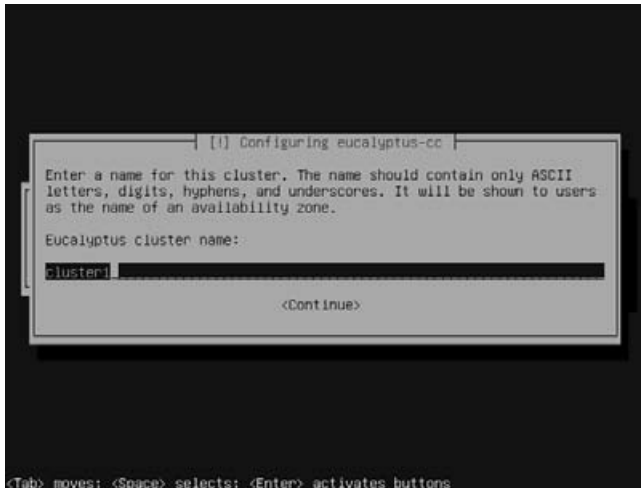 [!] Configuring eucalyptus-cc
Enter a name for this cluster. The name should contain only ASCII
letters, digits, hyphens, and underscores. It will be shown to users
as the name of an availability zone.
Eucalyptus cluster name:
cluster1
<Continue>
<Tab> moves; <Space> selects; <Enter> activates buttons